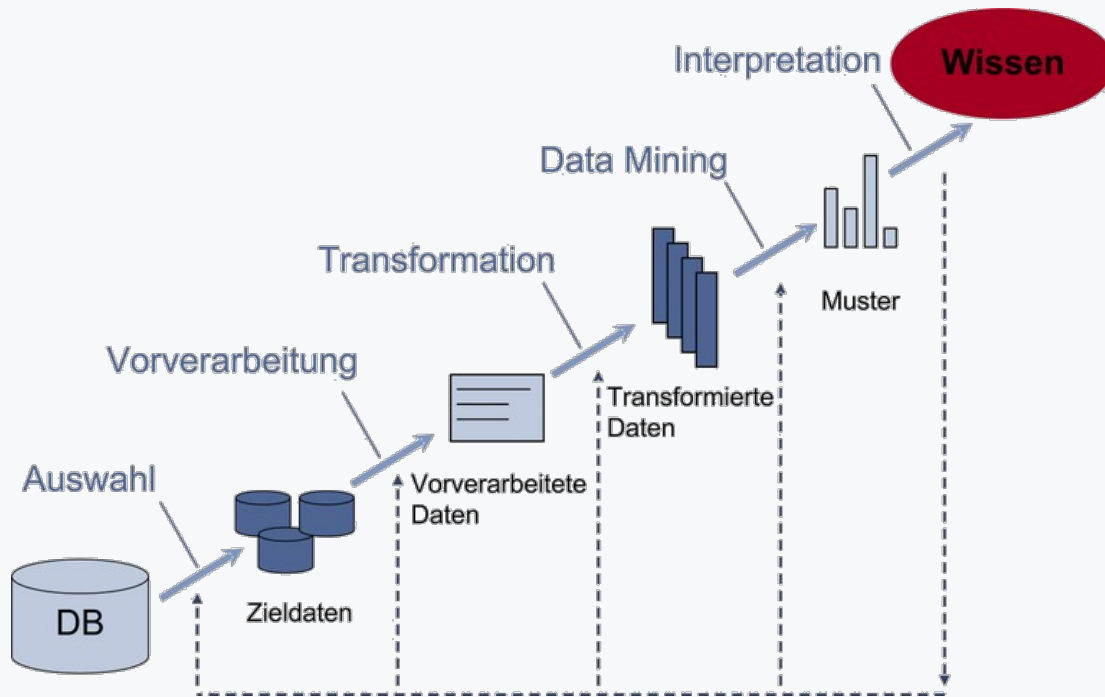 Interpretation
Wissen
Data Mining
Transformation
Muster
Vorverarbeitung
Transformierte
Daten
Auswahl
Vorverarbeitete
Daten
Zieldaten
DB